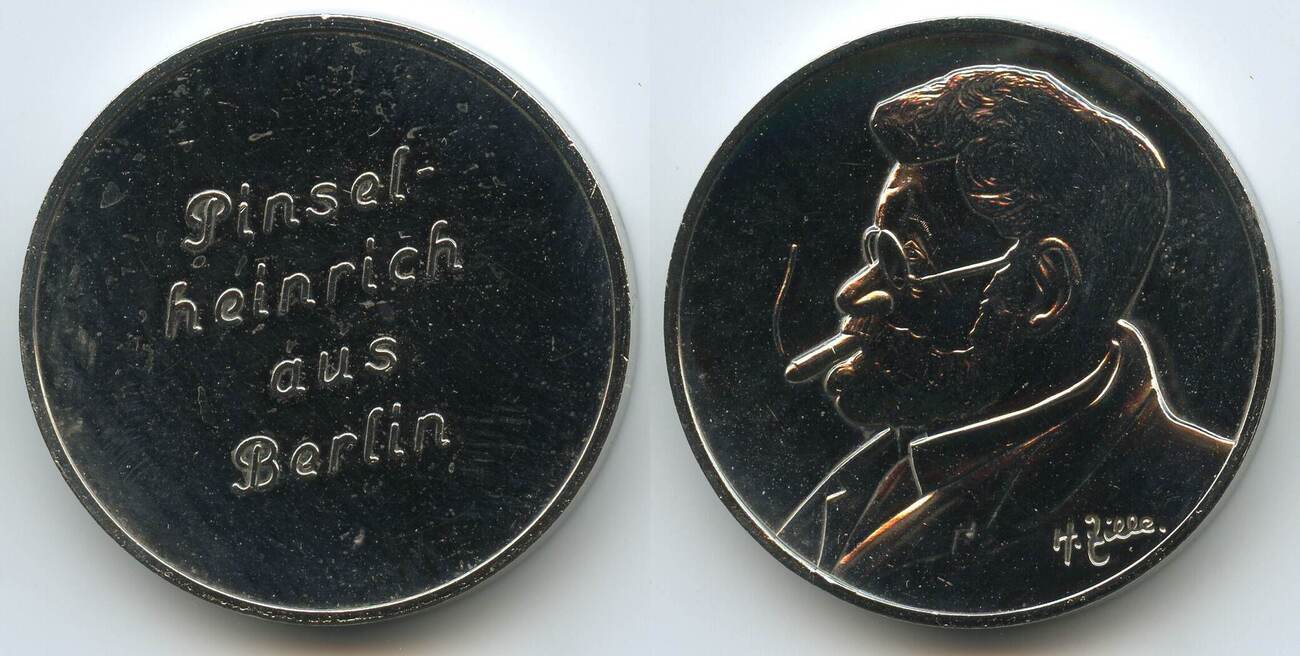 Pinsel-
heinrich
aus
Berlin
H. Zille.